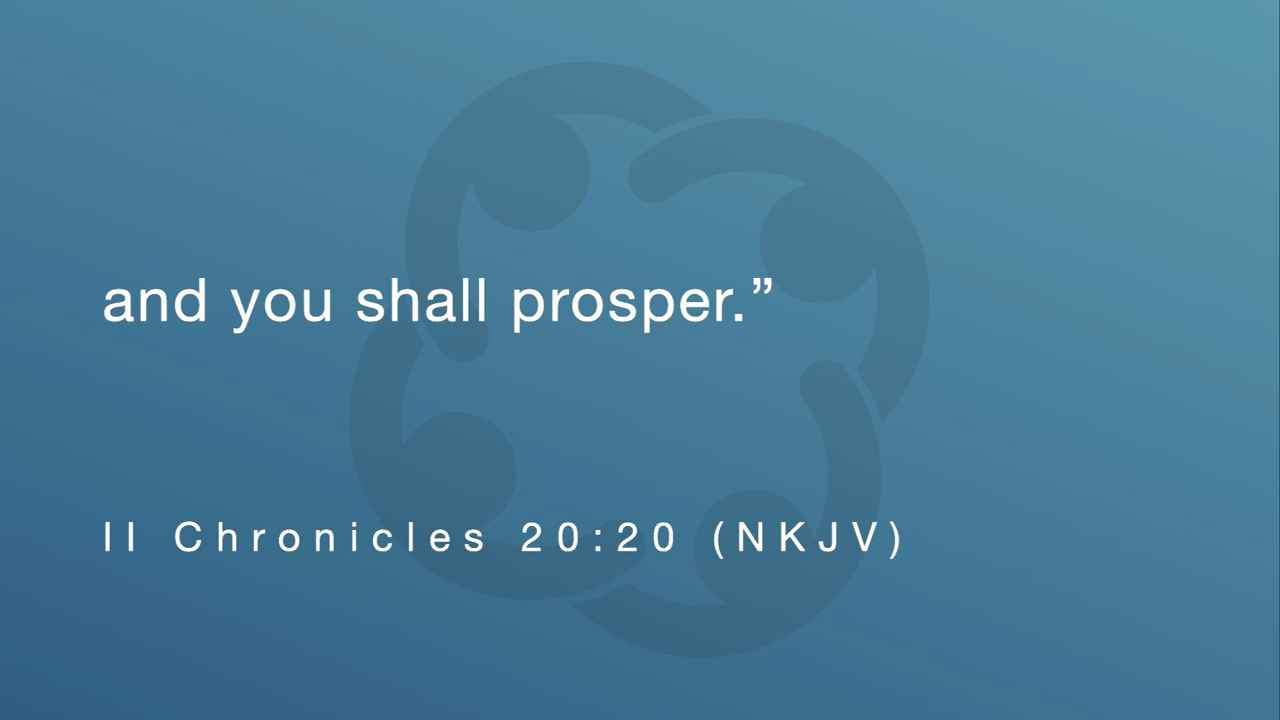 and you shall prosper.”
II Chronicles 20:20 (NKJV)